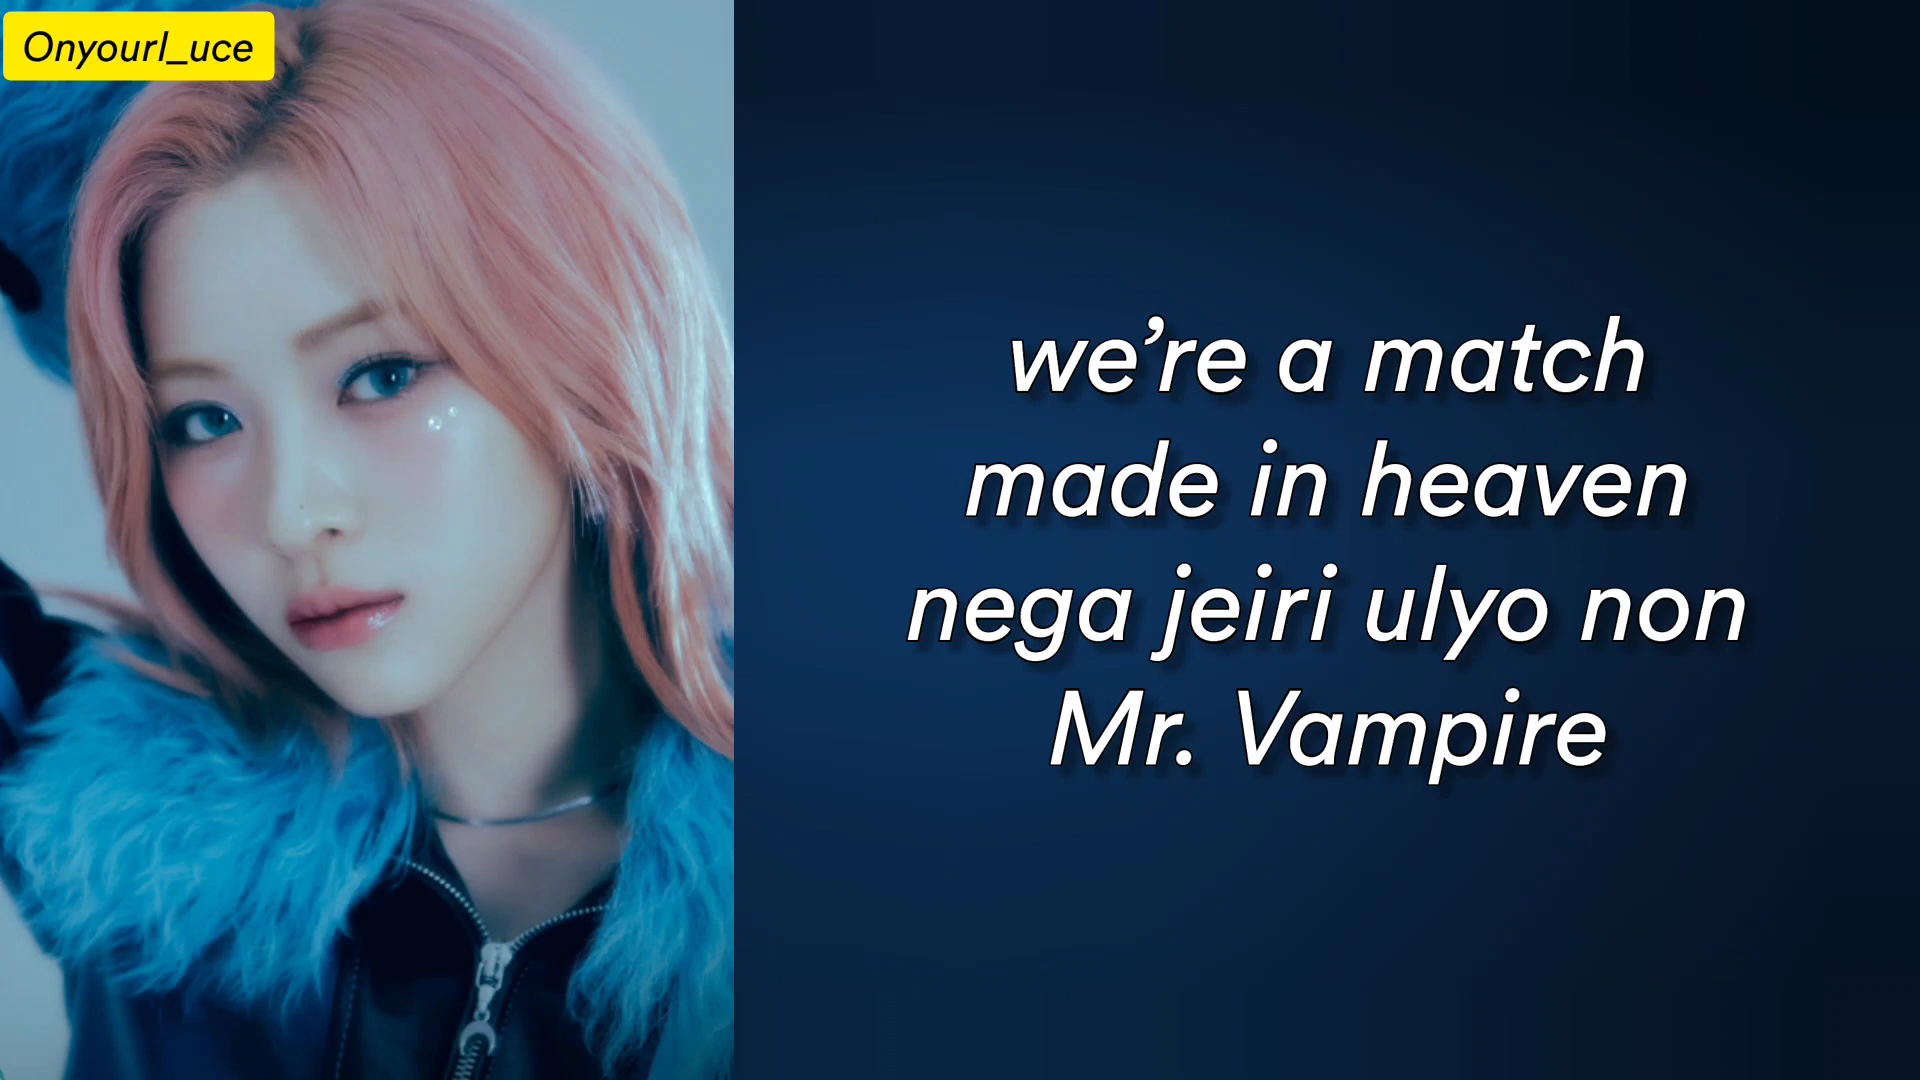 Onyourl_uce
we’re a match
made in heaven
nega jeiri ulyo non
Mr. Vampire